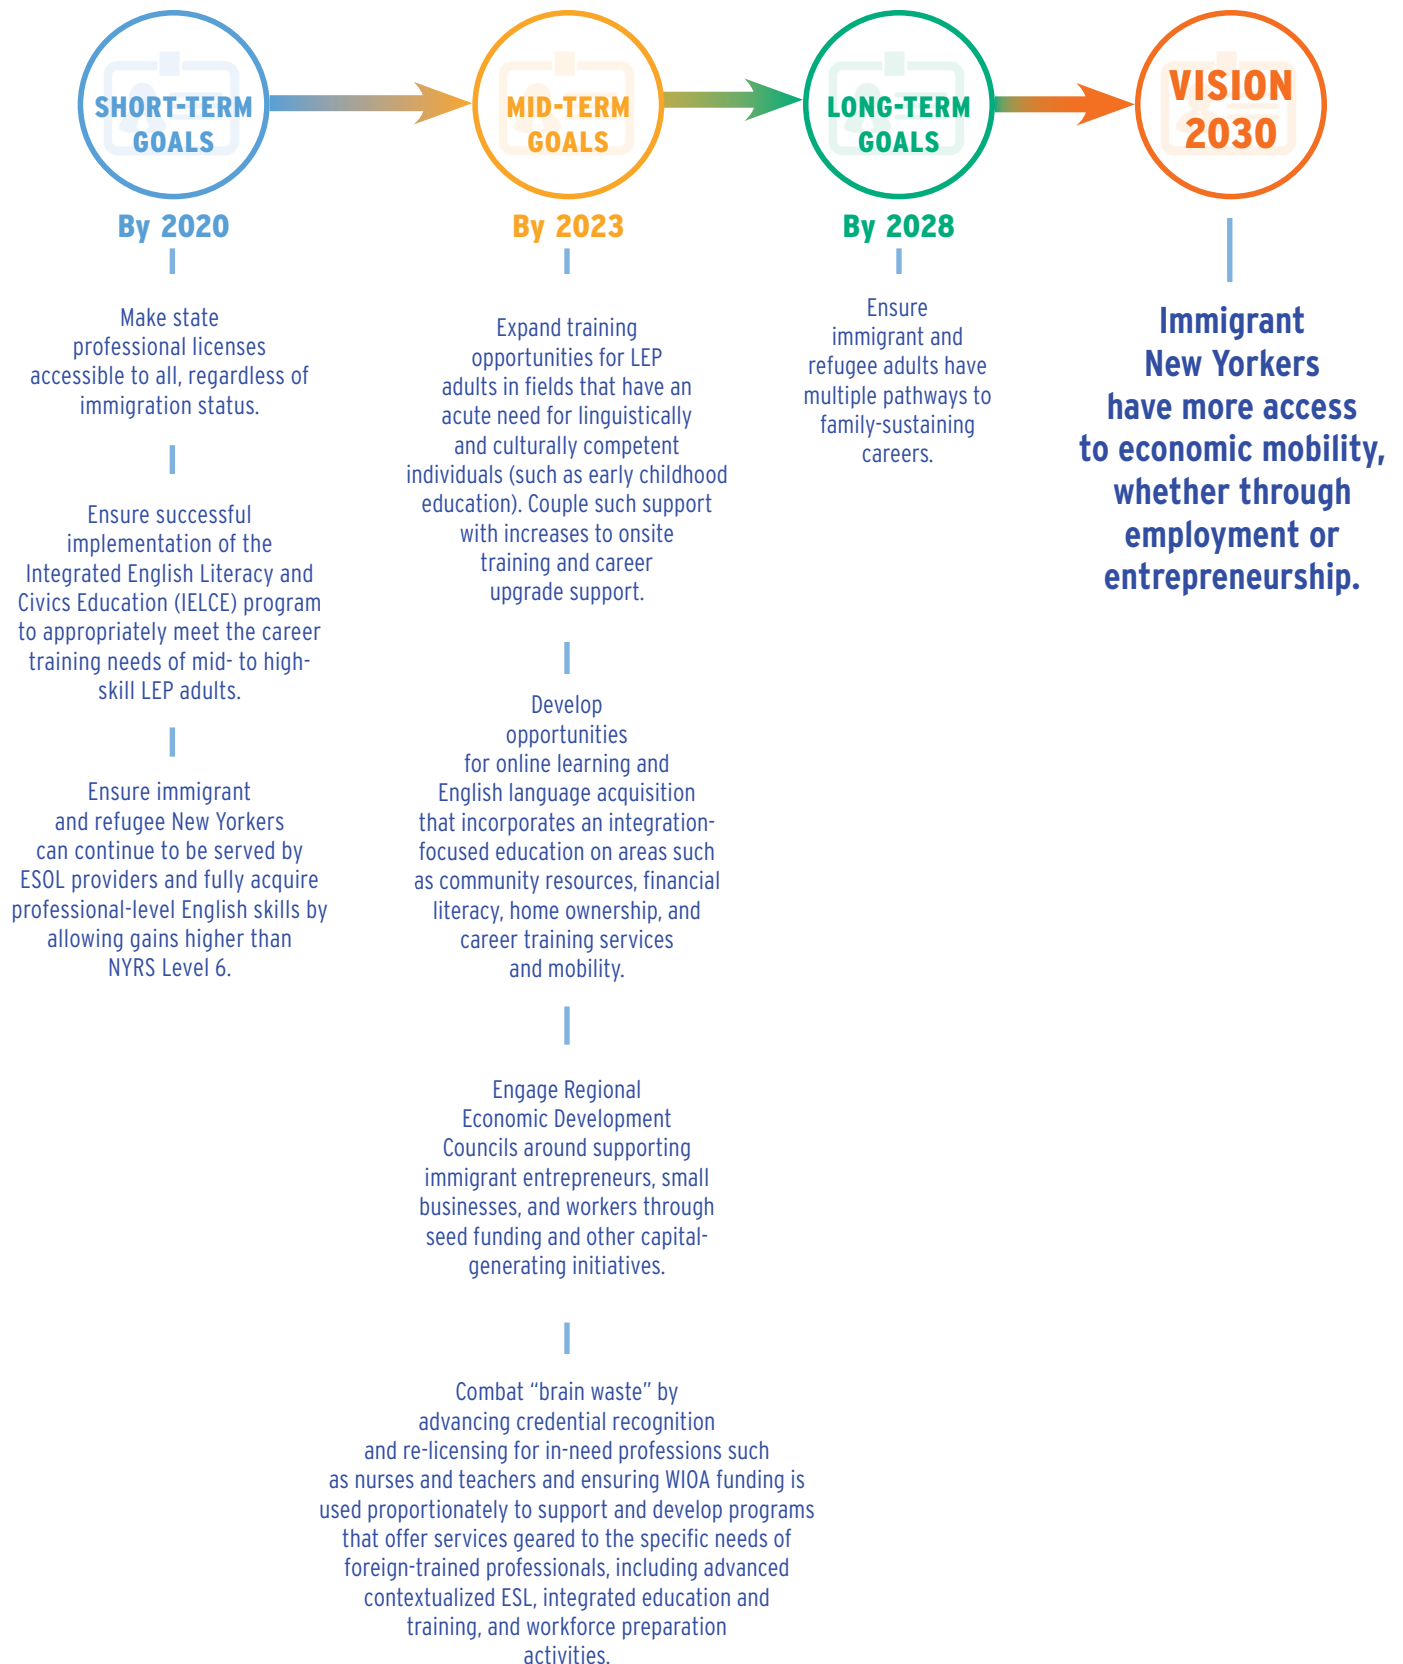 SHORT-TERM
GOALS
By 2020
Make state
professional licenses
accessible to all, regardless of
immigration status.
Ensure successful
implementation of the
Integrated English Literacy and
Civics Education (IELCE) program
to appropriately meet the career
training needs of mid- to high-
skill LEP adults.
Ensure immigrant
and refugee New Yorkers
can continue to be served by
ESOL providers and fully acquire
professional-level English skills by
allowing gains higher than
NYRS Level 6.
MID-TERM
GOALS
By 2023
Expand training
opportunities for LEP
adults in fields that have an
acute need for linguistically
and culturally competent
individuals (such as early childhood
education). Couple such support
with increases to onsite
training and career
upgrade support.
Develop
opportunities
for online learning and
English language acquisition
that incorporates an integration-
focused education on areas such
as community resources, financial
literacy, home ownership, and
career training services
and mobility.
Engage Regional
Economic Development
Councils around supporting
immigrant entrepreneurs, small
businesses, and workers through
seed funding and other capital-
generating initiatives.
Combat “brain waste” by
advancing credential recognition
and re-licensing for in-need professions such
as nurses and teachers and ensuring WIOA funding is
used proportionately to support and develop programs
that offer services geared to the specific needs of
foreign-trained professionals, including advanced
contextualized ESL, integrated education and
training, and workforce preparation
activities.
LONG-TERM
GOALS
By 2028
Ensure
immigrant and
refugee adults have
multiple pathways to
family-sustaining
careers.
VISION
2030
Immigrant
New Yorkers
have more access
to economic mobility,
whether through
employment or
entrepreneurship.